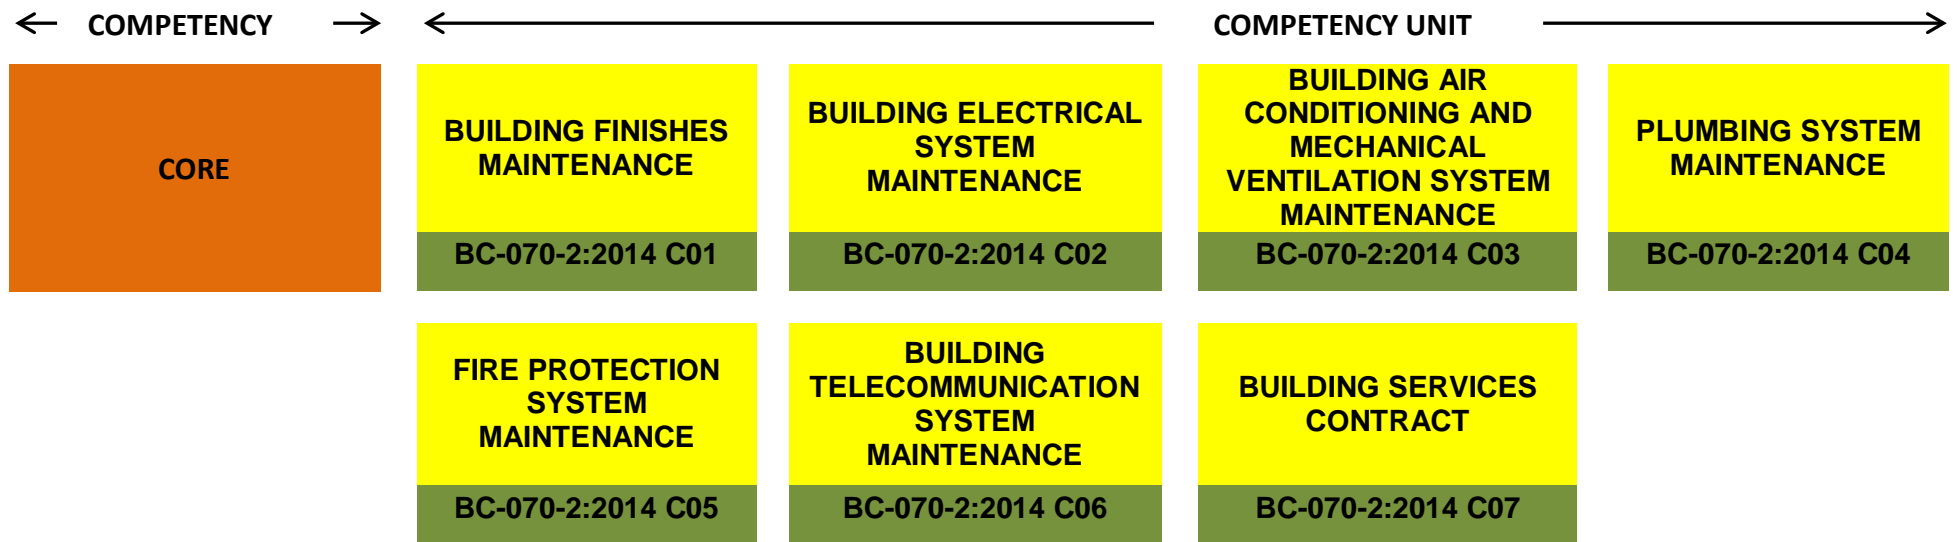 COMPETENCY
COMPETENCY UNIT
CORE
BUILDING FINISHES
MAINTENANCE
BC-070-2:2014 C01
BUILDING ELECTRICAL
SYSTEM
MAINTENANCE
BC-070-2:2014 C02
BUILDING AIR
CONDITIONING AND
MECHANICAL
VENTILATION SYSTEM
MAINTENANCE
BC-070-2:2014 C03
PLUMBING SYSTEM
MAINTENANCE
BC-070-2:2014 C04
FIRE PROTECTION
SYSTEM
MAINTENANCE
BC-070-2:2014 C05
BUILDING
TELECOMMUNICATION
SYSTEM
MAINTENANCE
BC-070-2:2014 C06
BUILDING SERVICES
CONTRACT
BC-070-2:2014 C07